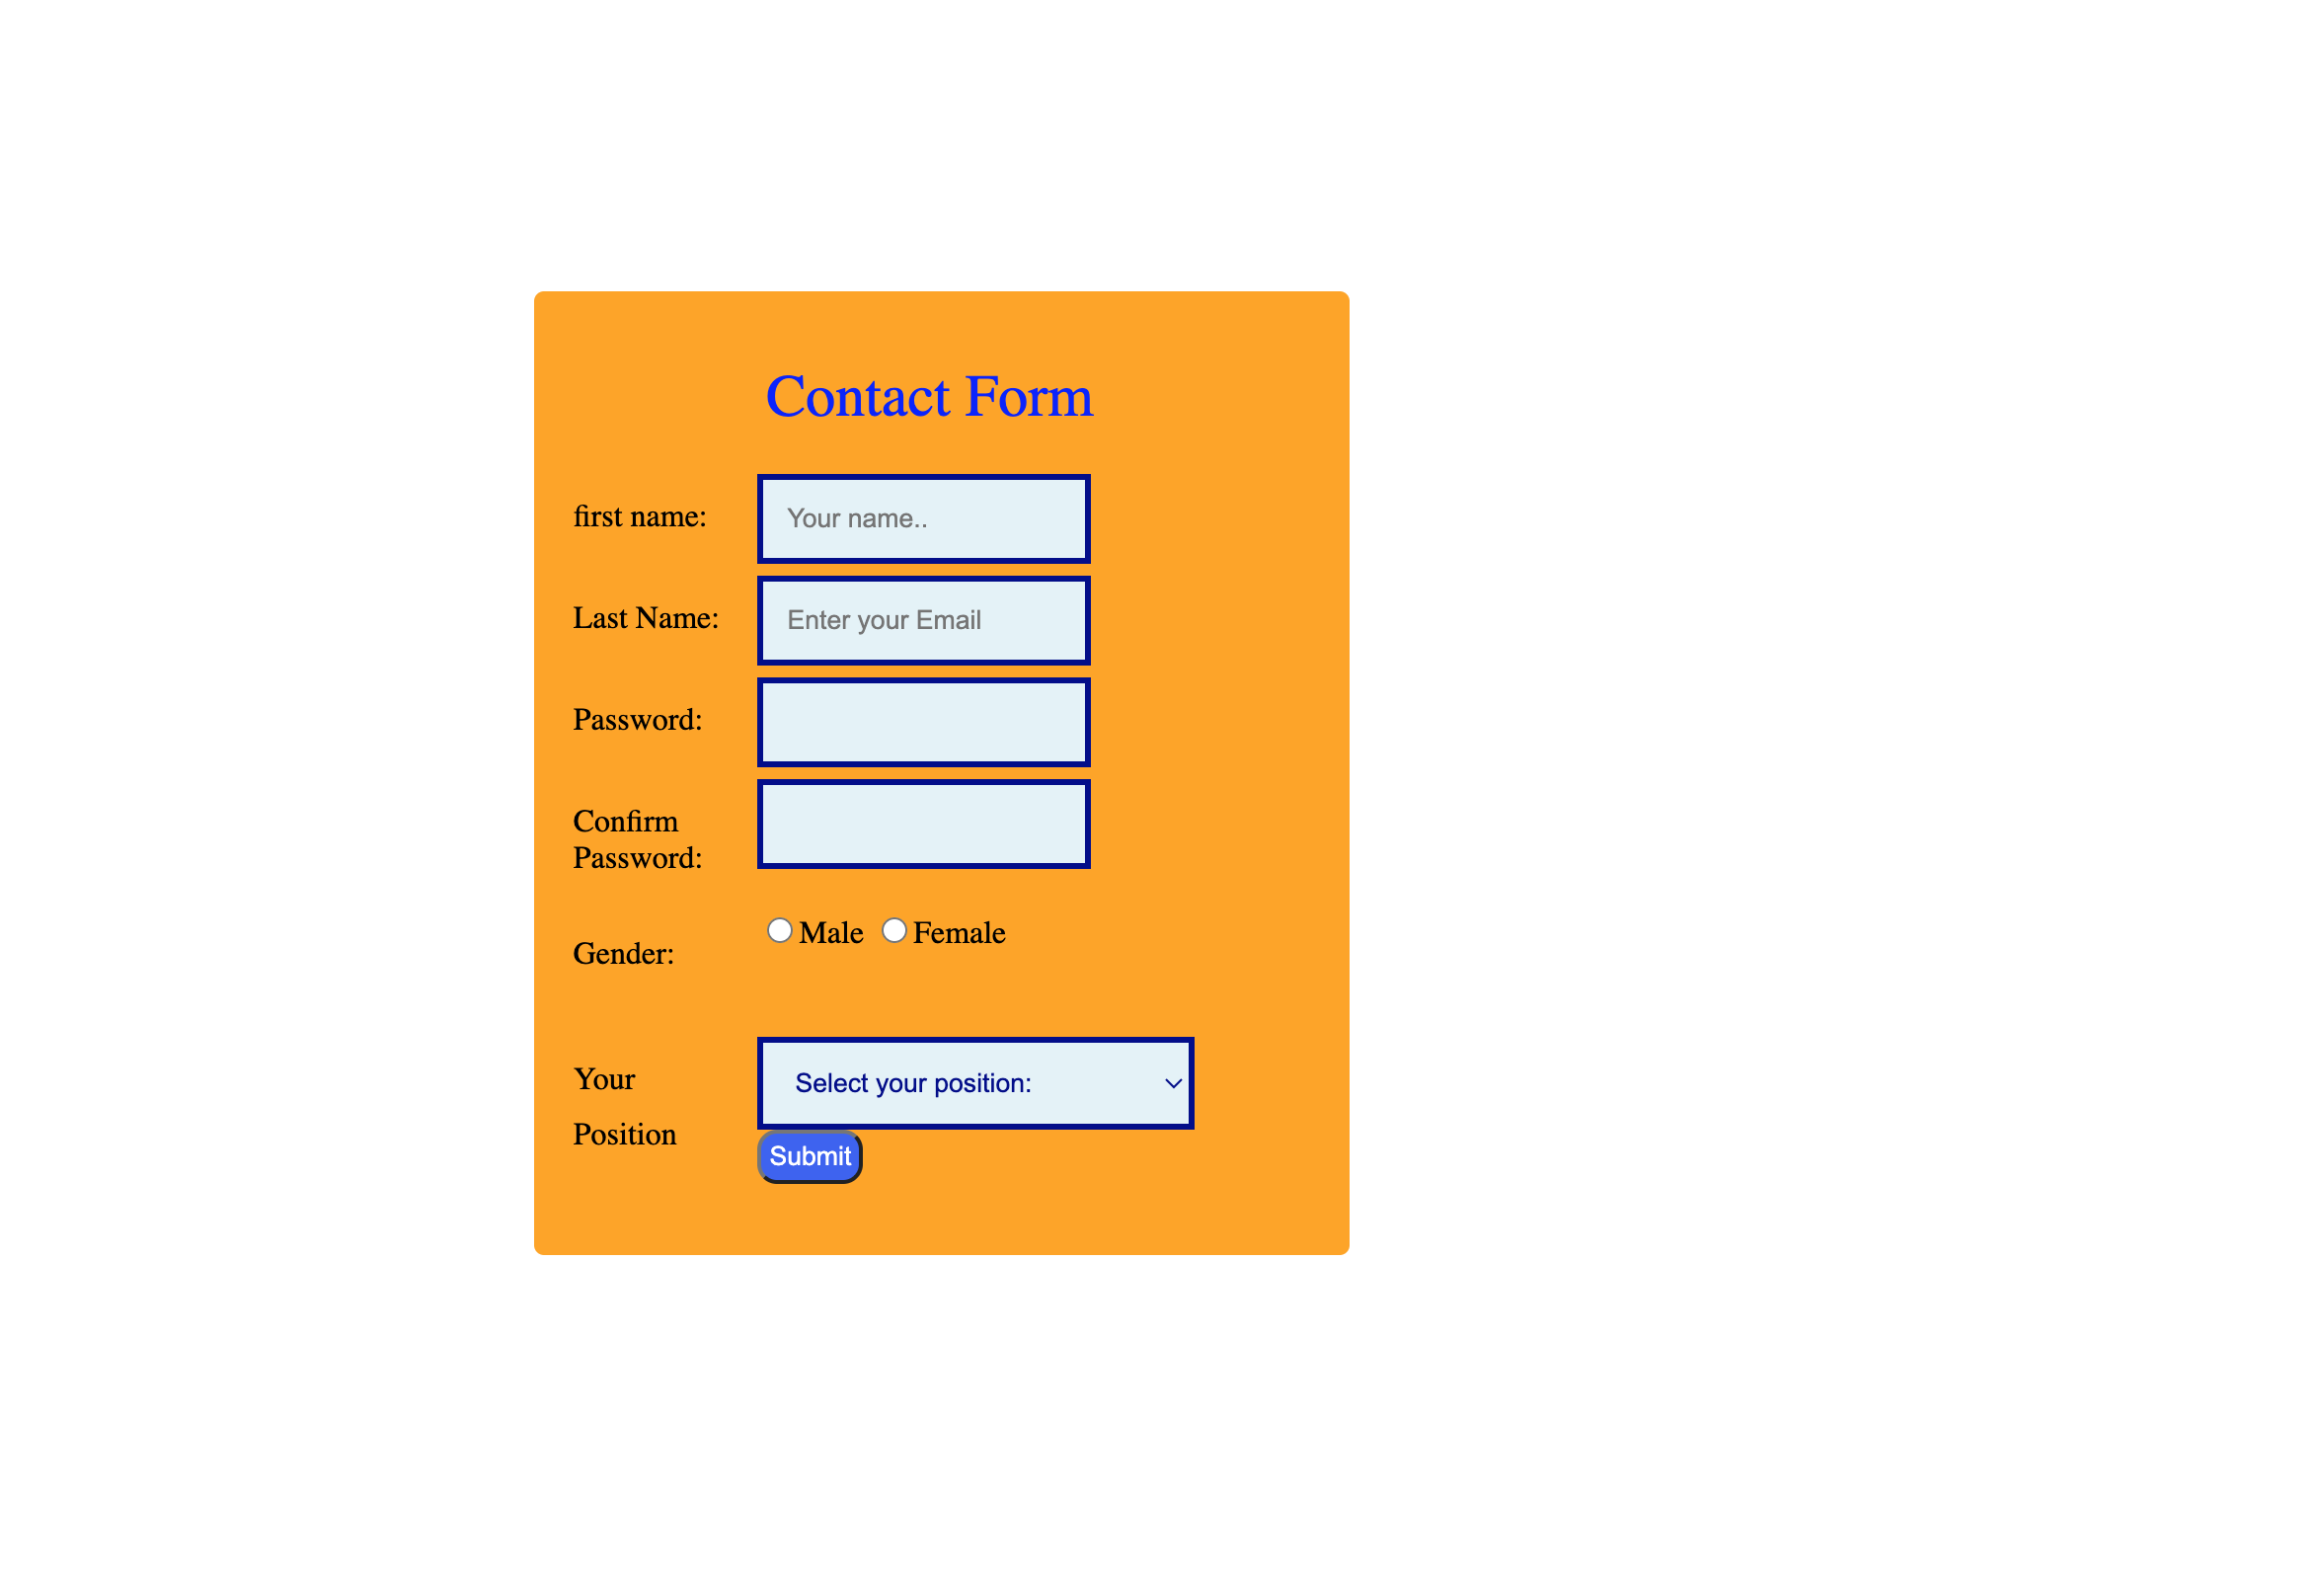 Contact Form
first name:
Your name..
Last Name:
Enter your Email
Password:
Confirm
Password:
Gender:
Male
Female
Your
Position
Select your position:
Submit